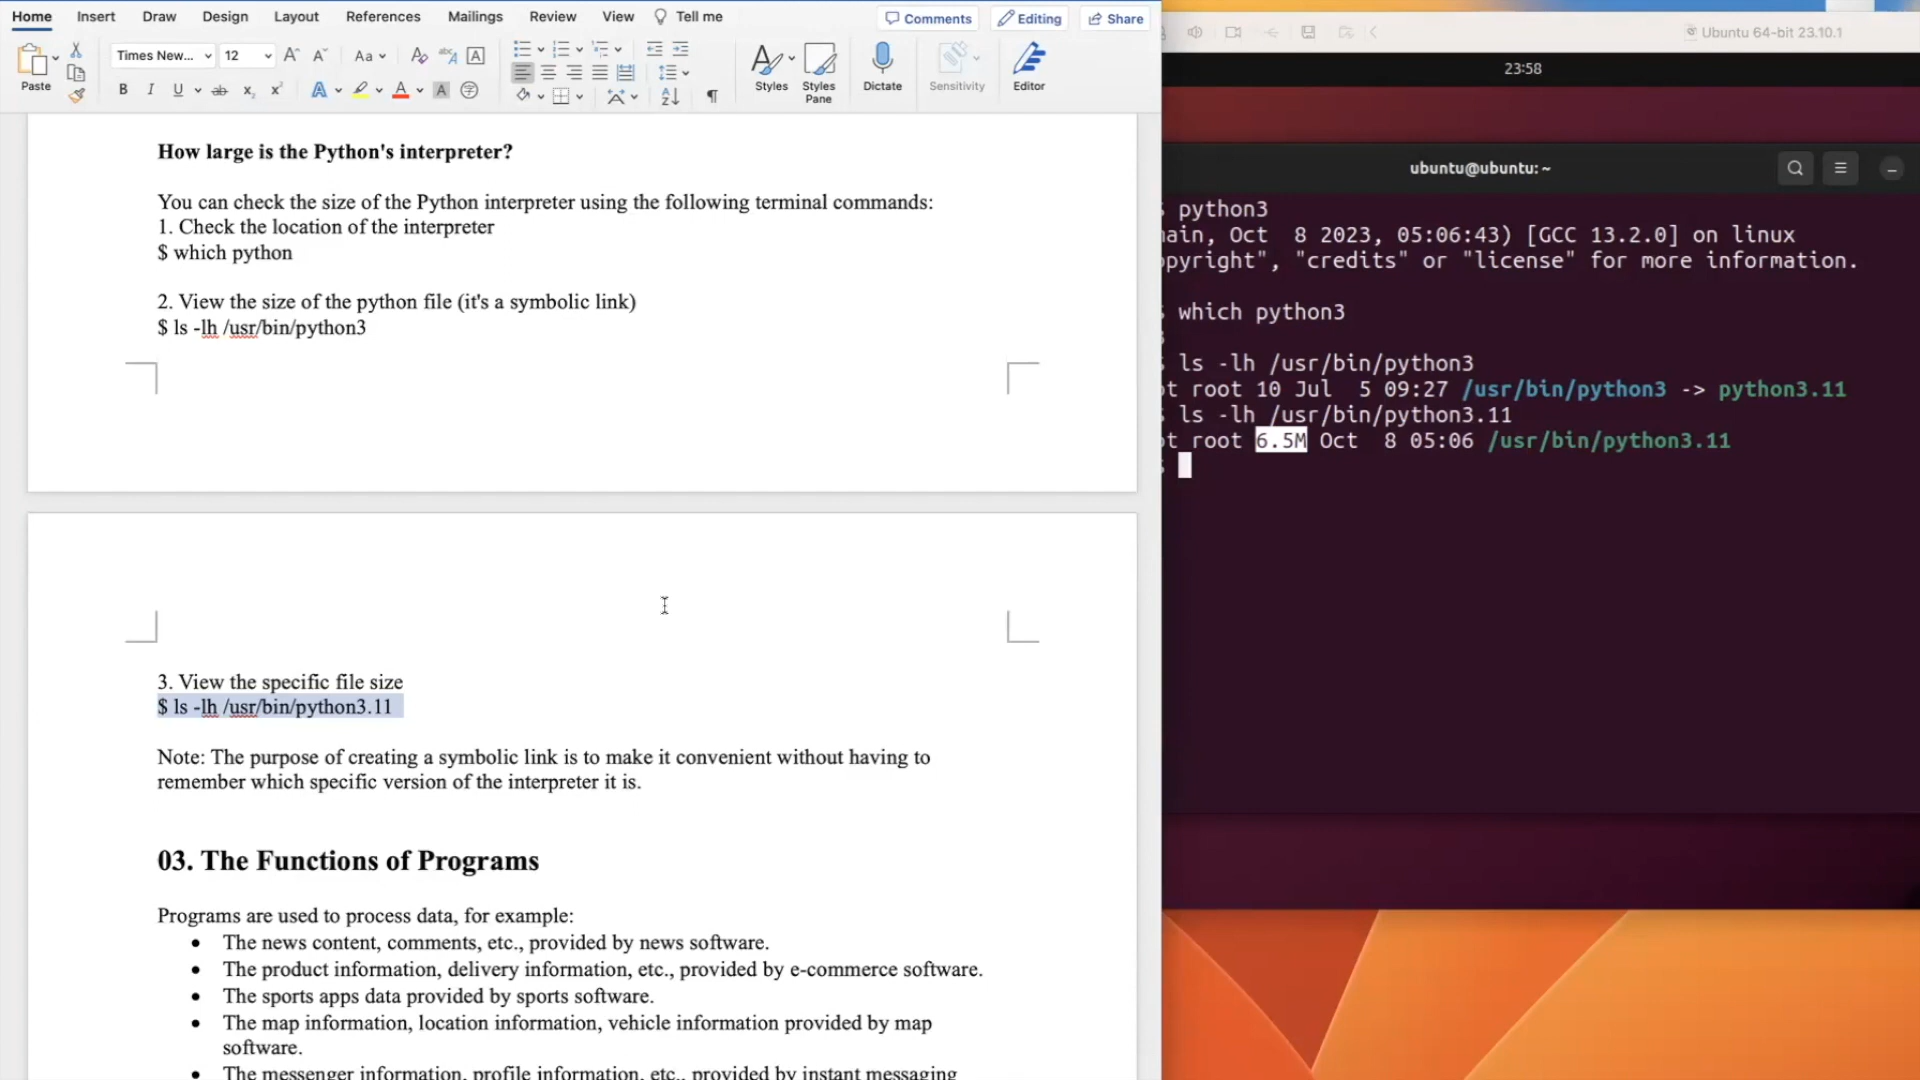 Home Insert Draw Design Layout References Mailings Review View Tell me
Comments Editing Share
Paste
Times New... 12
Aa
A
B I U ab x₂ x² A A A
A
Z
Styles
Styles
Pane
Dictate
Sensitivity
Editor
How large is the Python's interpreter?
You can check the size of the Python interpreter using the following terminal commands:
1. Check the location of the interpreter
$ which python
2. View the size of the python file (it's a symbolic link)
$ ls -lh /usr/bin/python3
3. View the specific file size
$ ls -lh /usr/bin/python3.11
Note: The purpose of creating a symbolic link is to make it convenient without having to
remember which specific version of the interpreter it is.
03. The Functions of Programs
Programs are used to process data, for example:
• The news content, comments, etc., provided by news software.
• The product information, delivery information, etc., provided by e-commerce software.
• The sports apps data provided by sports software.
• The map information, location information, vehicle information provided by map
software.
• The messenger information, profile information, etc., provided by instant messaging
Ubuntu 64-bit 23.10.1
23:58
ubuntu@ubuntu: ~
$ python3
ain, Oct  8 2023, 05:06:43) [GCC 13.2.0] on linux
pyright", "credits" or "license" for more information.
$ which python3
3
$ ls -lh /usr/bin/python3
ot root 10 Jul  5 09:27 /usr/bin/python3 -> python3.11
$ ls -lh /usr/bin/python3.11
ot root 6.5M Oct  8 05:06 /usr/bin/python3.11
$